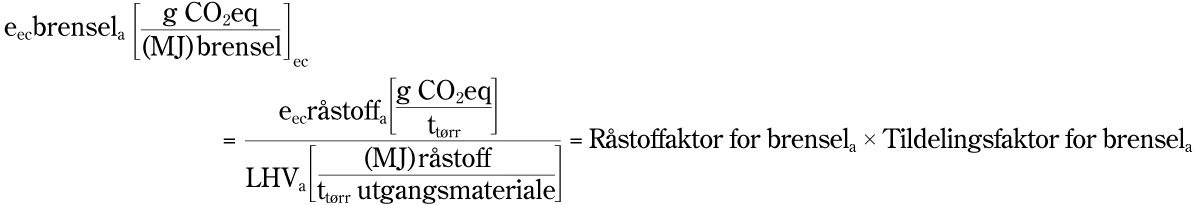 e_ec brensel_a [g CO₂eq / (MJ)brensel]_ec
= e_ec råstoff_a [g CO₂eq / t_tørr] / LHV_a [(MJ)råstoff / t_tørr utgangsmateriale] = Råstoffaktor for brensel_a × Tildelingsfaktor for brensel_a